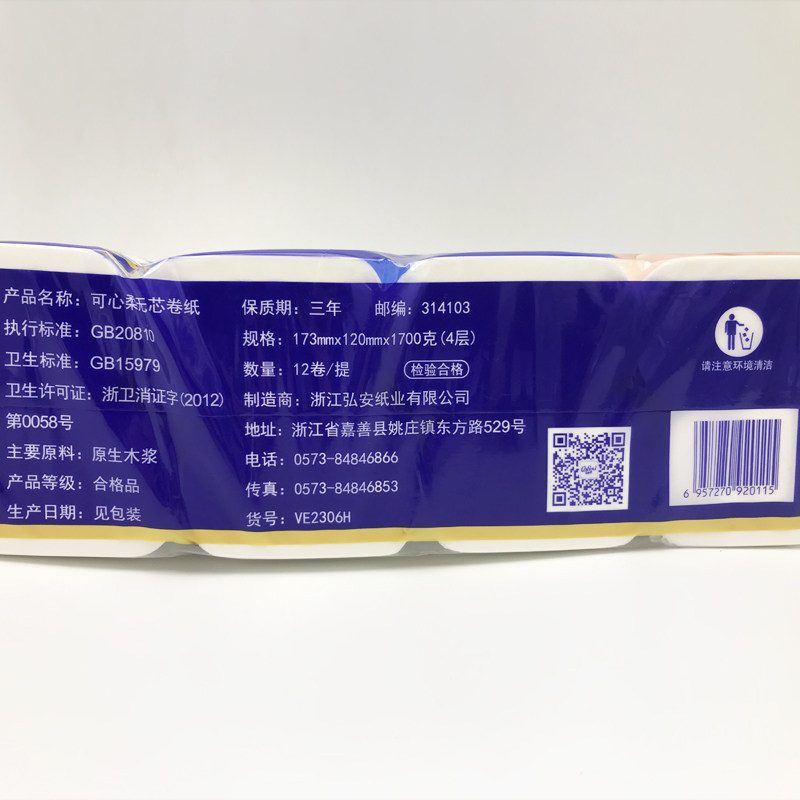 产品名称：可心柔无芯卷纸
执行标准：GB20810
卫生标准：GB15979
卫生许可证：浙卫消证字(2012)
第0058号
主要原料：原生木浆
产品等级：合格品
生产日期：见包装
保质期：三年 邮编：314103
规格：173mmx120mmx1700克(4层)
数量：12卷/提 检验合格
制造商：浙江弘安纸业有限公司
地址：浙江省嘉善县姚庄镇东方路529号
电话：0573-84846866
传真：0573-84846853
货号：VE2306H
请注意环境清洁
6 957270 920115